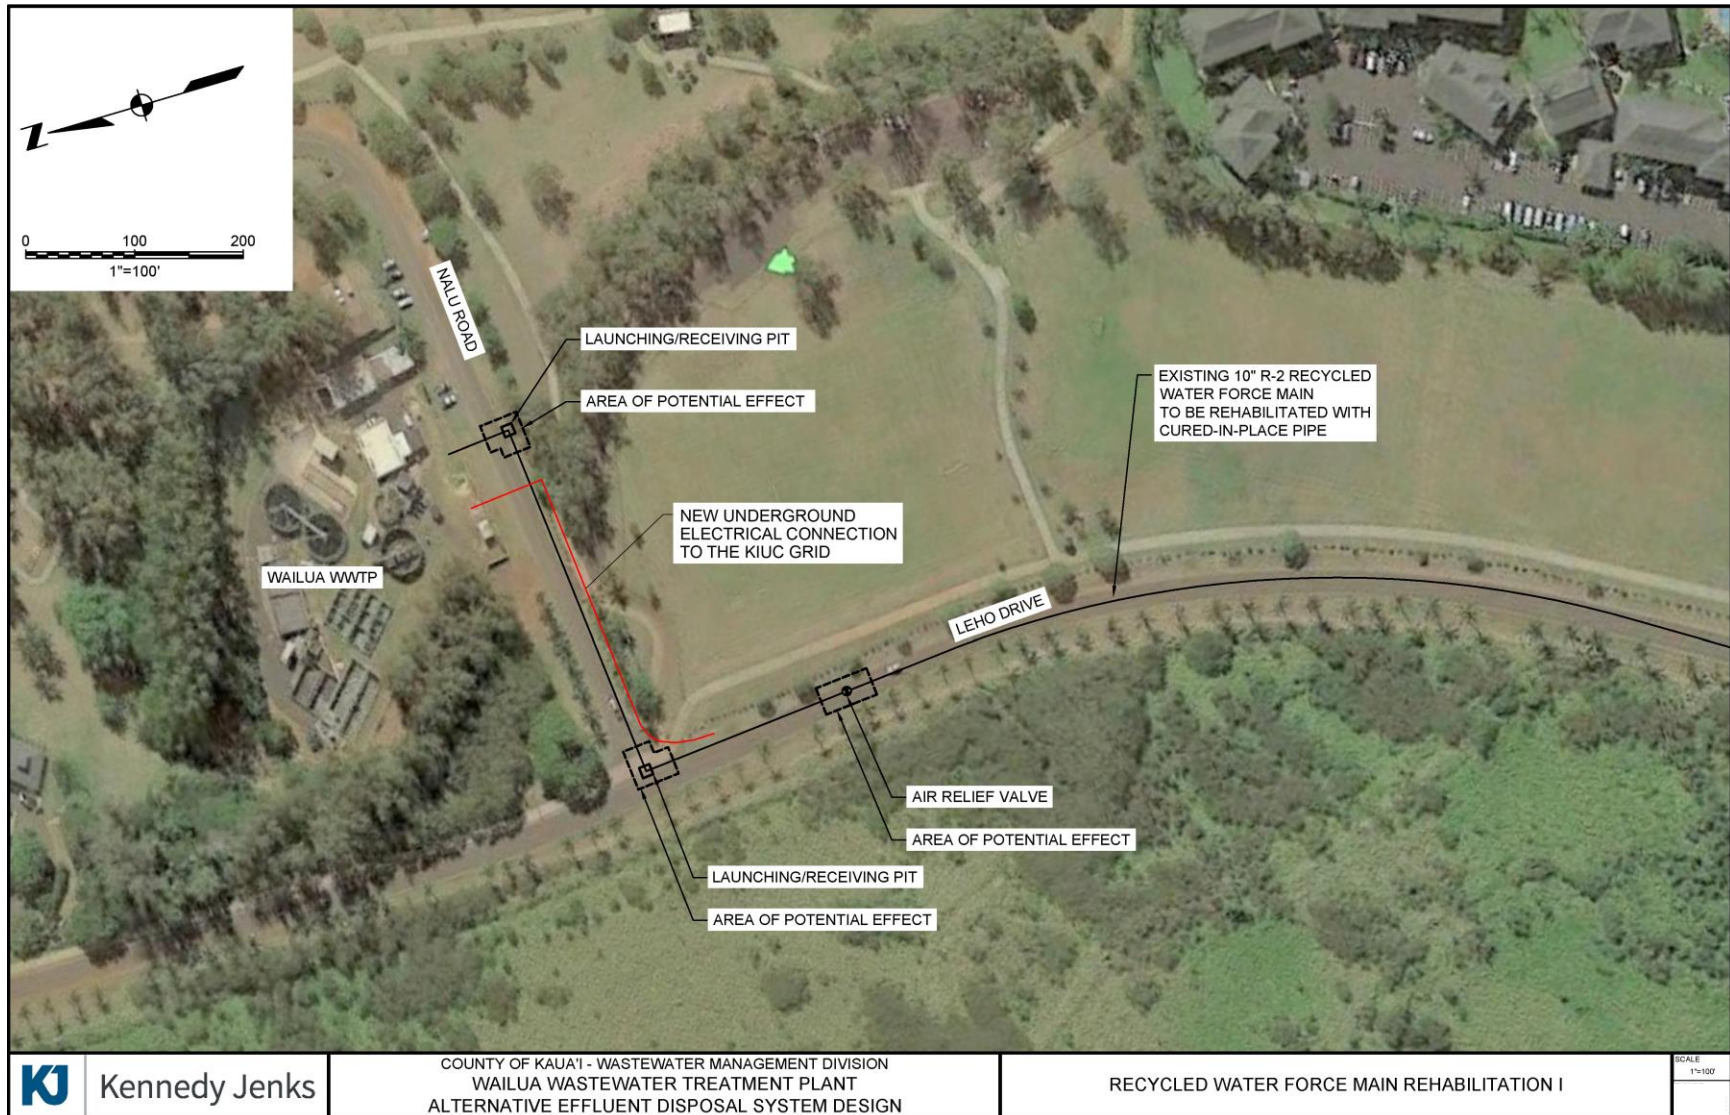 N
0 100 200
1"=100'
NALU ROAD
LAUNCHING/RECEIVING PIT
AREA OF POTENTIAL EFFECT
EXISTING 10" R-2 RECYCLED
WATER FORCE MAIN
TO BE REHABILITATED WITH
CURED-IN-PLACE PIPE
NEW UNDERGROUND
ELECTRICAL CONNECTION
TO THE KIUC GRID
WAILUA WWTP
LEHO DRIVE
AIR RELIEF VALVE
AREA OF POTENTIAL EFFECT
LAUNCHING/RECEIVING PIT
AREA OF POTENTIAL EFFECT
KJ Kennedy Jenks
COUNTY OF KAUA'I - WASTEWATER MANAGEMENT DIVISION
WAILUA WASTEWATER TREATMENT PLANT
ALTERNATIVE EFFLUENT DISPOSAL SYSTEM DESIGN
RECYCLED WATER FORCE MAIN REHABILITATION I
SCALE
1"=100'